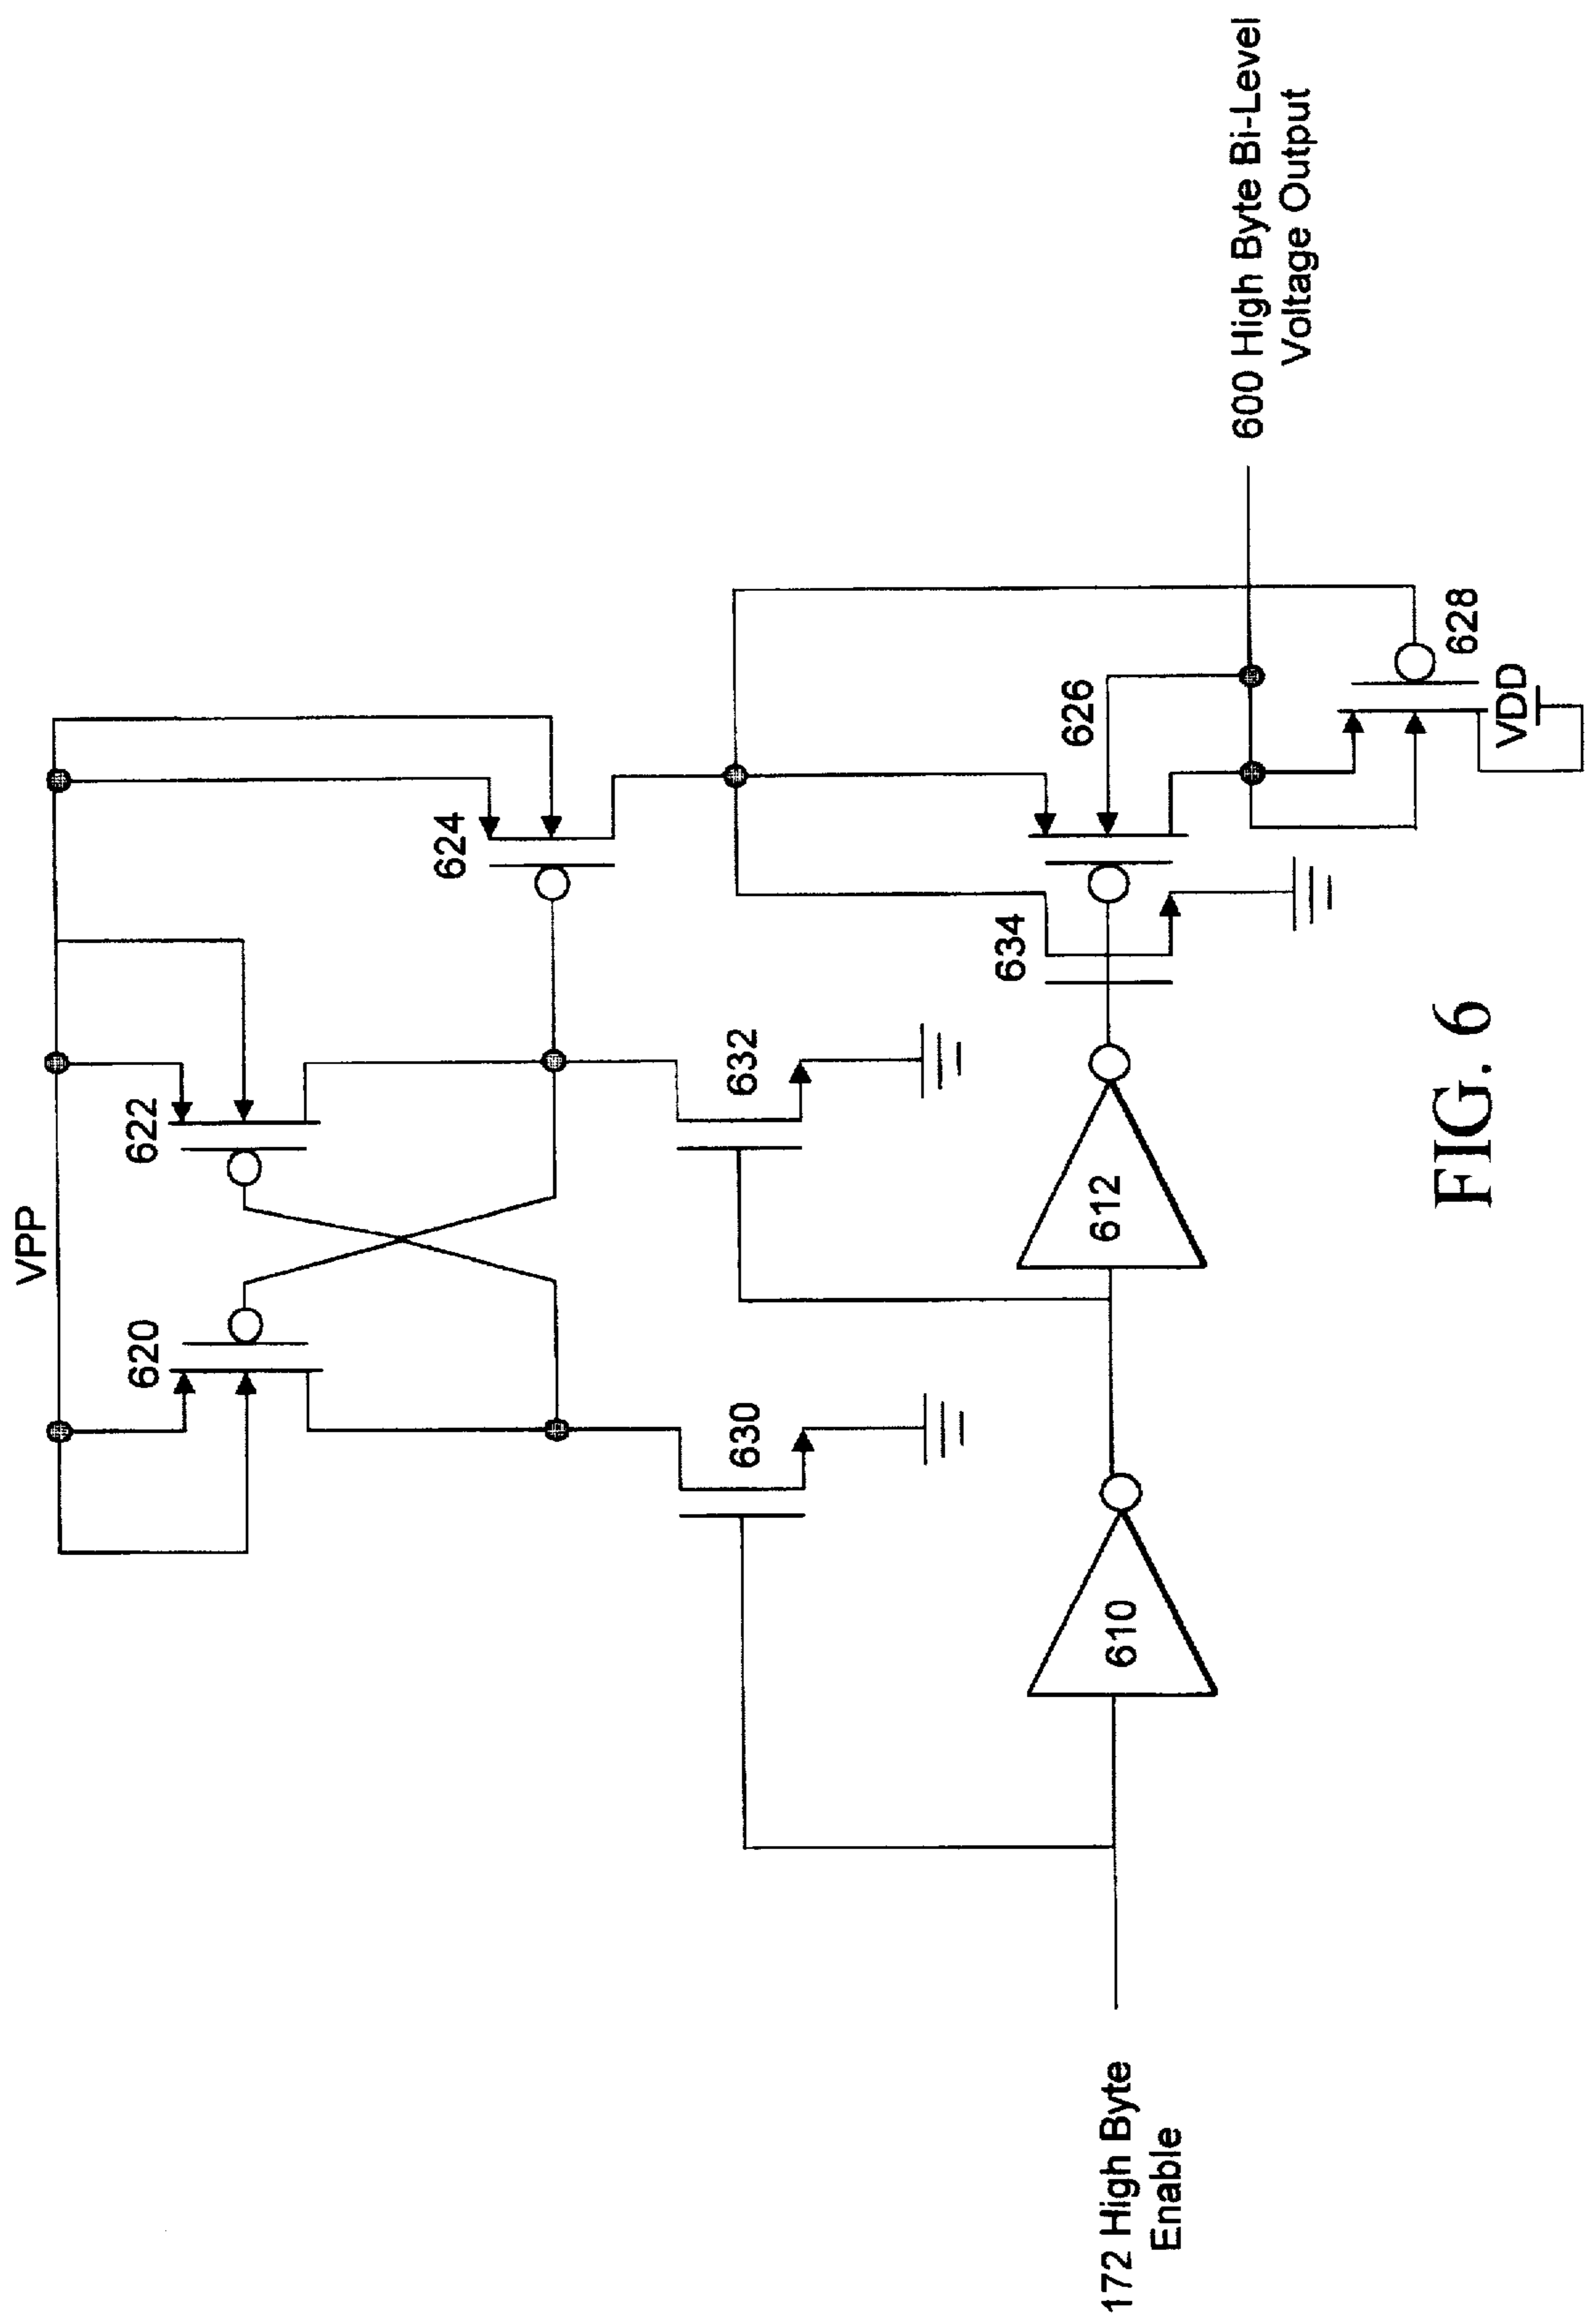 VPP
620
622
624
630
632
634
626
610
612
628
VDD
172 High Byte
Enable
600 High Byte Bi-Level
Voltage Output
FIG. 6